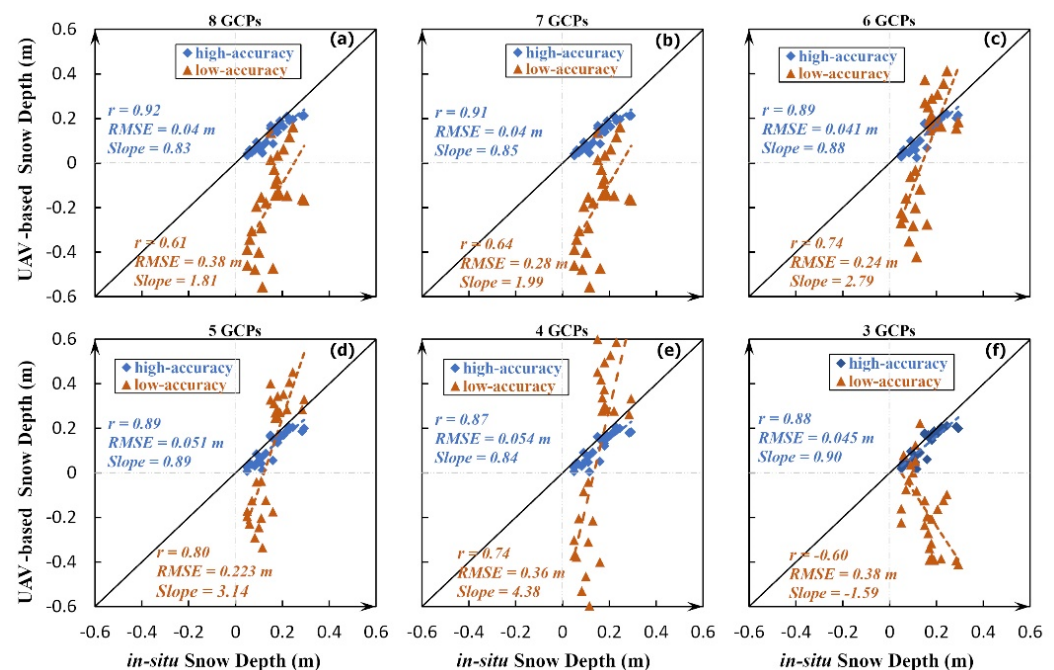 8 GCPs
7 GCPs
6 GCPs
UAV-based Snow Depth (m)
0.6
0.4
0.2
0
-0.2
-0.4
-0.6
(a)
high-accuracy
low-accuracy
r = 0.92
RMSE = 0.04 m
Slope = 0.83
r = 0.61
RMSE = 0.38 m
Slope = 1.81
(b)
high-accuracy
low-accuracy
r = 0.91
RMSE = 0.04 m
Slope = 0.85
r = 0.64
RMSE = 0.28 m
Slope = 1.99
(c)
high-accuracy
low-accuracy
r = 0.89
RMSE = 0.041 m
Slope = 0.88
r = 0.74
RMSE = 0.24 m
Slope = 2.79
5 GCPs
4 GCPs
3 GCPs
UAV-based Snow Depth (m)
0.6
0.4
0.2
0
-0.2
-0.4
-0.6
(d)
high-accuracy
low-accuracy
r = 0.89
RMSE = 0.051 m
Slope = 0.89
r = 0.80
RMSE = 0.223 m
Slope = 3.14
(e)
high-accuracy
low-accuracy
r = 0.87
RMSE = 0.054 m
Slope = 0.84
r = 0.74
RMSE = 0.36 m
Slope = 4.38
(f)
high-accuracy
low-accuracy
r = 0.88
RMSE = 0.045 m
Slope = 0.90
r = -0.60
RMSE = 0.38 m
Slope = -1.59
-0.6 -0.4 -0.2 0 0.2 0.4 0.6
-0.6 -0.4 -0.2 0 0.2 0.4 0.6
-0.6 -0.4 -0.2 0 0.2 0.4 0.6
in-situ Snow Depth (m)
in-situ Snow Depth (m)
in-situ Snow Depth (m)